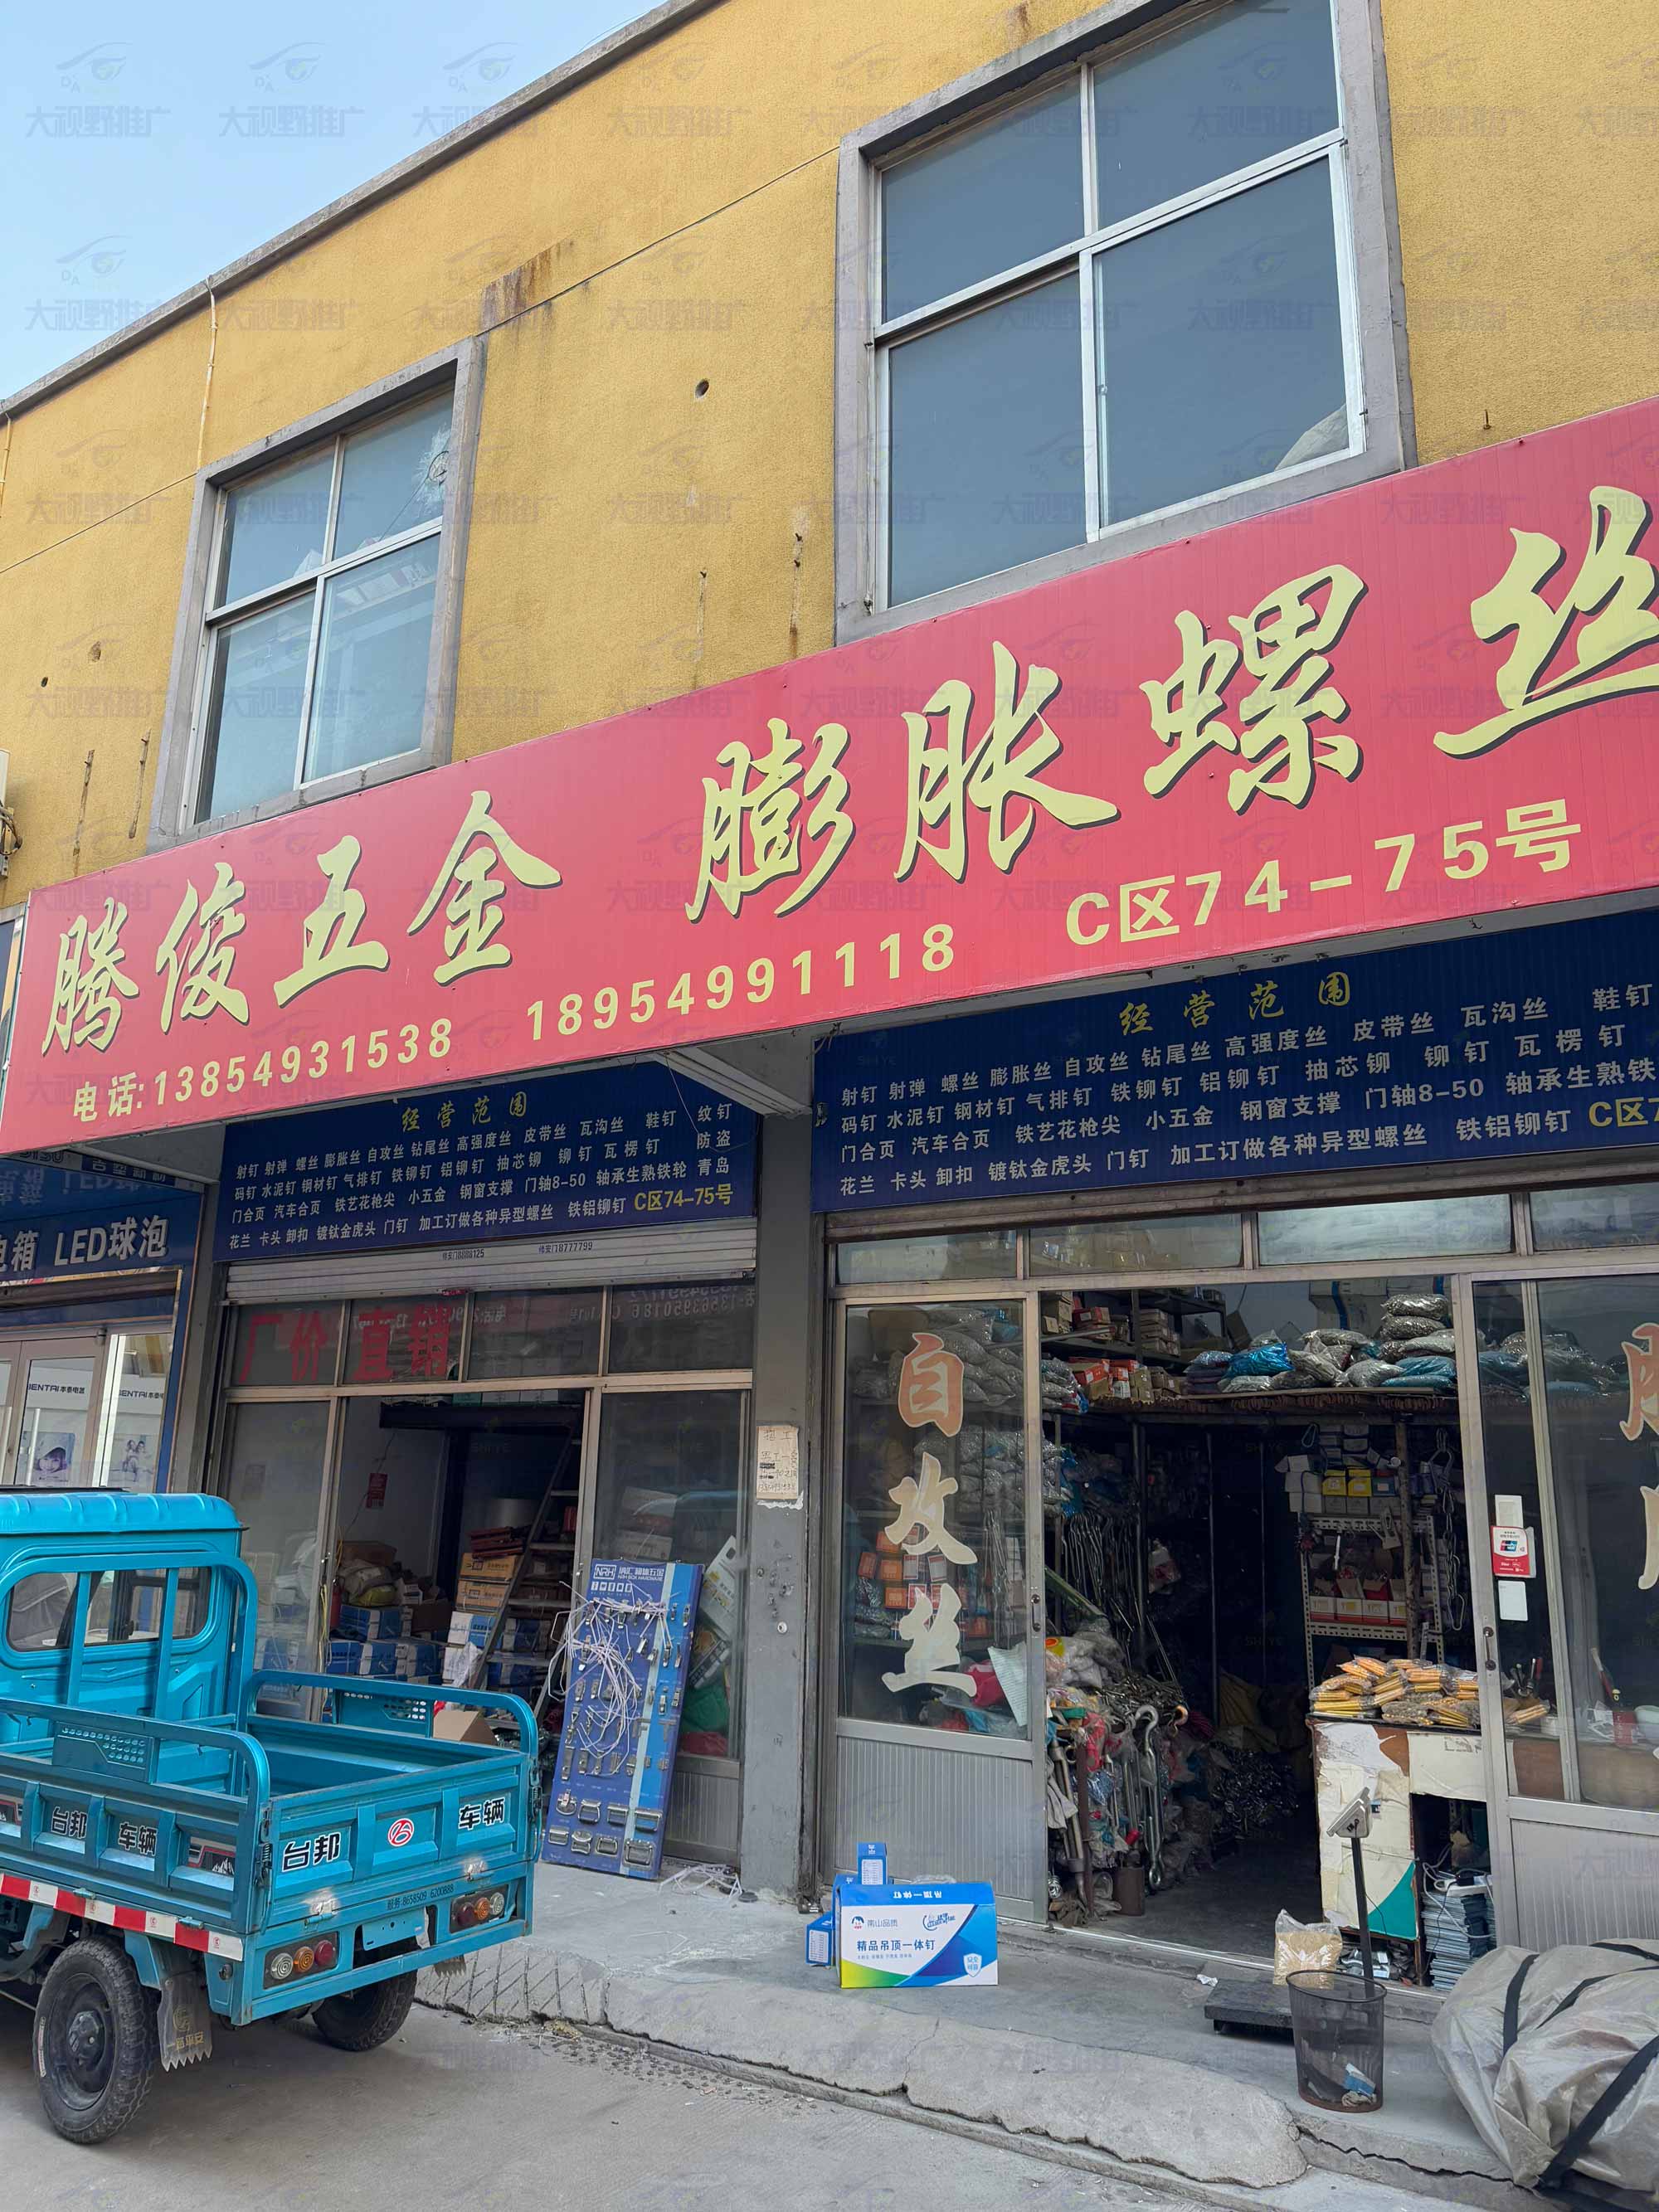 腾俊五金 膨胀螺丝
电话:13854931538 18954991118 C区74-75号
经营范围
射钉 射弹 螺丝 膨胀丝 自攻丝 钻尾丝 高强度丝 皮带丝 瓦沟丝 鞋钉 纹钉
码钉 水泥钉 钢材钉 气排钉 铁铆钉 铝铆钉 抽芯铆 铆钉 瓦楞钉 防盗
门合页 汽车合页 铁艺花枪尖 小五金 钢窗支撑 门轴8-50 轴承生熟铁轮 青岛
花兰 卡头 卸扣 镀钛金虎头 门钉 加工订做各种异型螺丝 铁铝铆钉 C区74-75号
经营范围
射钉 射弹 螺丝 膨胀丝 自攻丝 钻尾丝 高强度丝 皮带丝 瓦沟丝 鞋钉
码钉 水泥钉 钢材钉 气排钉 铁铆钉 铝铆钉 抽芯铆 铆钉 瓦楞钉
门合页 汽车合页 铁艺花枪尖 小五金 钢窗支撑 门轴8-50 轴承生熟铁
花兰 卡头 卸扣 镀钛金虎头 门钉 加工订做各种异型螺丝 铁铝铆钉 C区7
电箱 LED球泡
厂价直销
自攻丝
NRH
台邦 车辆
台邦 车辆
吊顶一体钉
精品吊顶一体钉
大视野推广